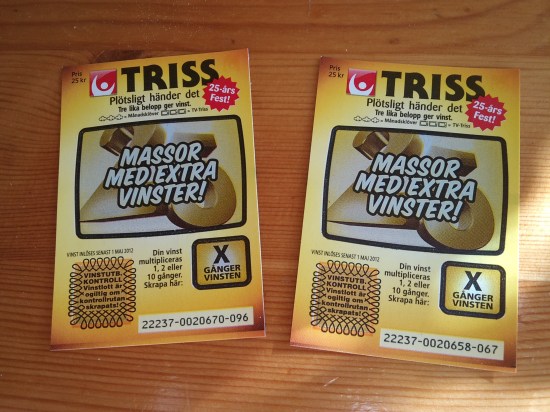 Pris
25 kr
TRISS
Plötsligt händer det
25-års
Fest!
Tre lika belopp ger vinst.
= Månadsklöver = TV-Triss
MASSOR
MED EXTRA
VINSTER!
VINST INLÖSES SENAST 1 MAJ 2012
VINSTUTB.
KONTROLL
Vinstlott är
ogiltig om
kontrollrutan
skrapats!
Din vinst
multipliceras
1, 2 eller
10 gånger.
Skrapa här:
X
GÅNGER
VINSTEN
22237-0020670-096
Pris
25 kr
TRISS
Plötsligt händer det
25-års
Fest!
Tre lika belopp ger vinst.
= Månadsklöver = TV-Triss
MASSOR
MED EXTRA
VINSTER!
VINST INLÖSES SENAST 1 MAJ 2012
VINSTUTB.
KONTROLL
Vinstlott är
ogiltig om
kontrollrutan
skrapats!
Din vinst
multipliceras
1, 2 eller
10 gånger.
Skrapa här:
X
GÅNGER
VINSTEN
22237-0020658-067